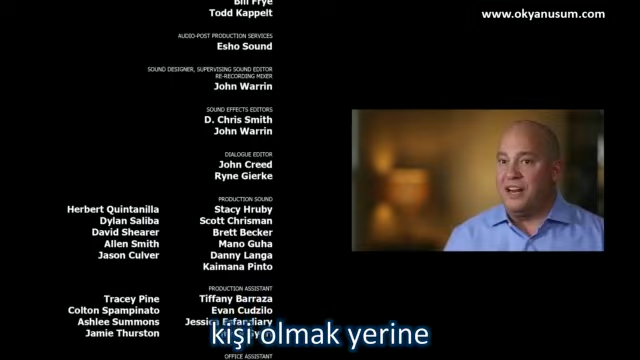 Bill Frye
Todd Kappelt
www.okyanusum.com
AUDIO-POST PRODUCTION SERVICES
Esho Sound
SOUND DESIGNER, SUPERVISING SOUND EDITOR
RE-RECORDING MIXER
John Warrin
SOUND EFFECTS EDITORS
D. Chris Smith
John Warrin
DIALOGUE EDITOR
John Creed
Ryne Gierke
PRODUCTION SOUND
Herbert Quintanilla Stacy Hruby
Dylan Saliba Scott Chrisman
David Shearer Brett Becker
Allen Smith Mano Guha
Jason Culver Danny Langa
Kaimana Pinto
PRODUCTION ASSISTANT
Tracey Pine Tiffany Barraza
Colton Spampinato Evan Cudzilo
Ashlee Summons Jessica Esfandiary
Jamie Thurston
kişi olmak yerine
OFFICE ASSISTANT